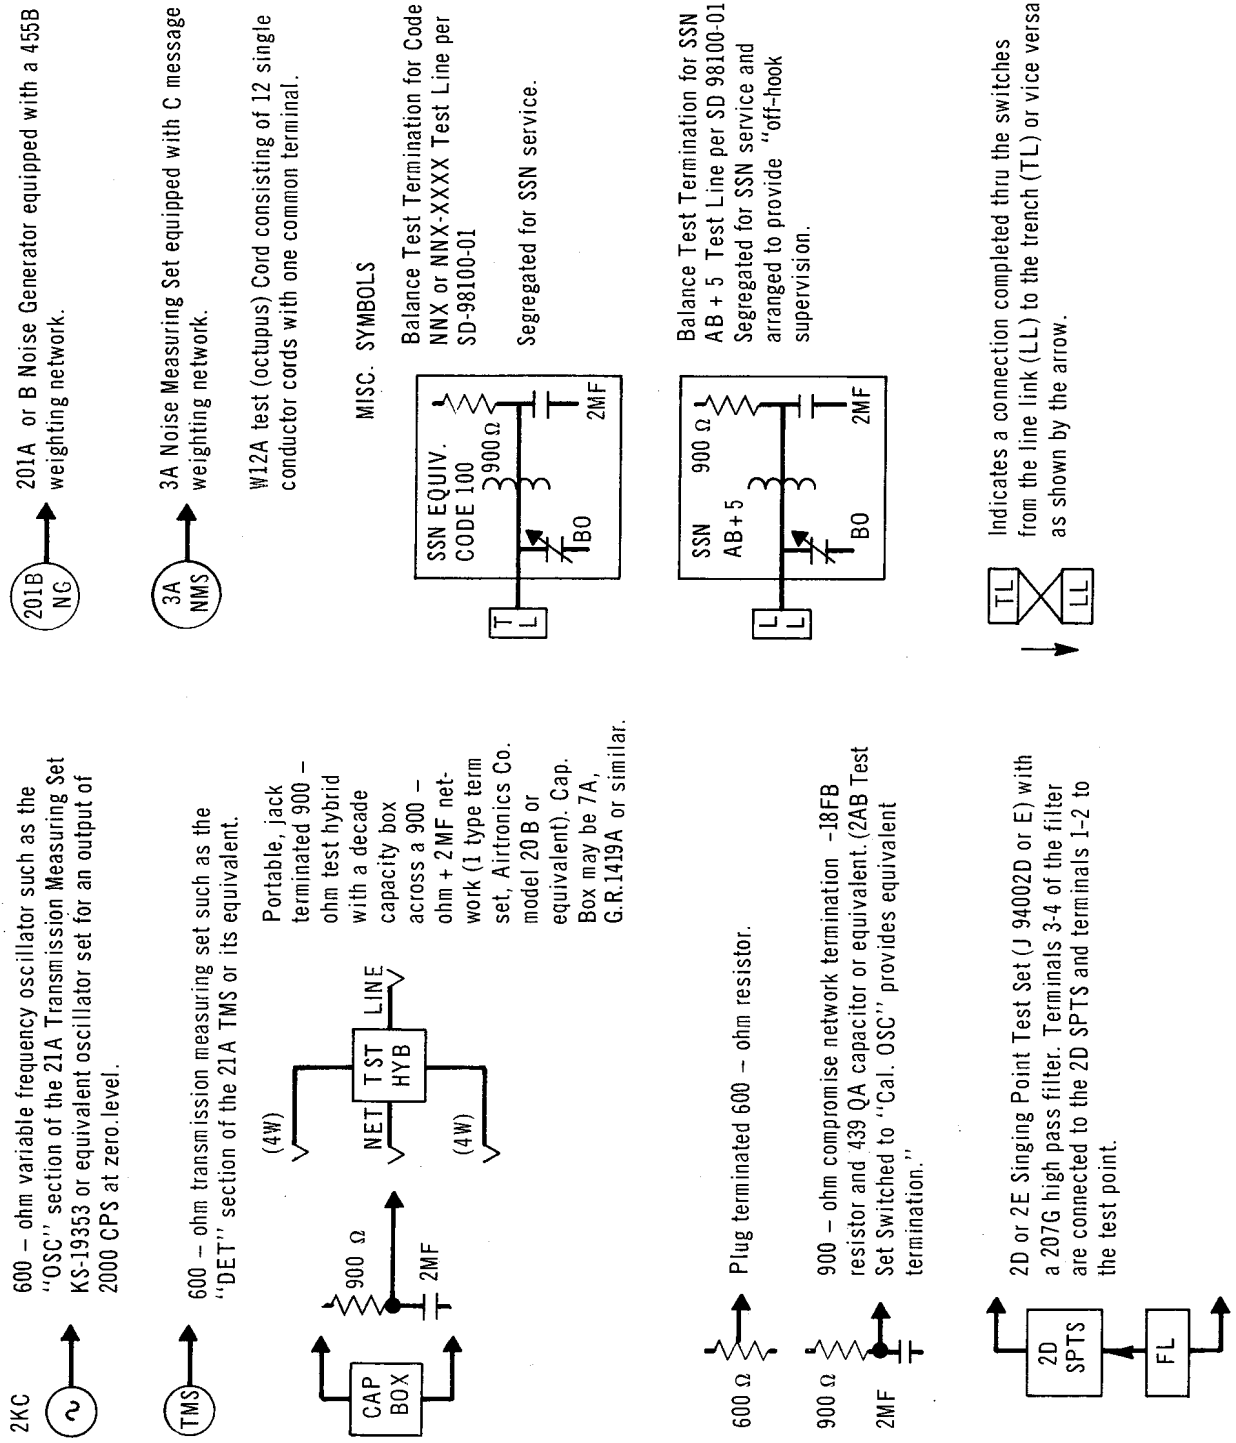 2KC
600 – ohm variable frequency oscillator such as the
"OSC" section of the 21A Transmission Measuring Set
KS-19353 or equivalent oscillator set for an output of
2000 CPS at zero.level.
TMS
600 – ohm transmission measuring set such as the
"DET" section of the 21A TMS or its equivalent.
CAP
BOX
900 Ω
2MF
(4W)
NET
TST
HYB
LINE
(4W)
Portable, jack
terminated 900 –
ohm test hybrid
with a decade
capacity box
across a 900 –
ohm + 2 MF net-
work (1 type term
set, Airtronics Co.
model 20B or
equivalent). Cap.
Box may be 7A,
G.R.1419A or similar.
600 Ω
Plug terminated 600 – ohm resistor.
900 Ω
2MF
900 – ohm compromise network termination -18FB
resistor and 439 QA capacitor or equivalent. (2AB Test
Set Switched to "Cal. OSC" provides equivalent
termination."
2D
SPTS
FL
2D or 2E Singing Point Test Set (J 94002D or E) with
a 207G high pass filter. Terminals 3-4 of the filter
are connected to the 2D SPTS and terminals 1-2 to
the test point.
201B
NG
201A or B Noise Generator equipped with a 455B
weighting network.
3A
NMS
3A Noise Measuring Set equipped with C message
weighting network.
W12A test (octupus) Cord consisting of 12 single
conductor cords with one common terminal.
MISC. SYMBOLS
TL
SSN EQUIV.
CODE 100
900 Ω
BO
2MF
Balance Test Termination for Code
NNX or NNX-XXXX Test Line per
SD-98100-01
Segregated for SSN service.
LL
SSN
AB+5
900 Ω
BO
2MF
Balance Test Termination for SSN
AB + 5 Test Line per SD 98100-01
Segregated for SSN service and
arranged to provide "off-hook
supervision.
TL
LL
Indicates a connection completed thru the switches
from the line link (LL) to the trench (TL) or vice versa
as shown by the arrow.